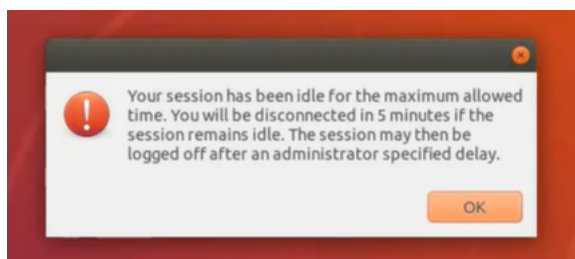 Your session has been idle for the maximum allowed
time. You will be disconnected in 5 minutes if the
session remains idle. The session may then be
logged off after an administrator specified delay.
OK